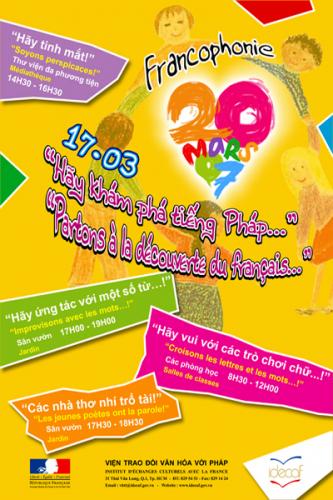 "Hãy tinh mắt!"
"Soyons perspicaces!"
Thư viện đa phương tiện
Médiathèque
14H30 - 16H30
Francophonie
20
MARS
07
17.03
"Hãy khám phá tiếng Pháp..."
"Partons à la découverte du français..."
"Hãy ứng tác với một số từ...!"
"Improvisons avec les mots...!"
Sân vườn 17H00 - 19H00
Jardin
"Hãy vui với các trò chơi chữ...!"
"Croisons les lettres et les mots...!"
Các phòng học 8H30 - 12H00
Salles de classes
"Các nhà thơ nhí trổ tài!"
"Les jeunes poètes ont la parole!"
Sân vườn 17H30 - 18H30
Jardin
Liberté • Égalité • Fraternité
RÉPUBLIQUE FRANÇAISE
VIỆN TRAO ĐỔI VĂN HÓA VỚI PHÁP
INSTITUT D'ÉCHANGES CULTURELS AVEC LA FRANCE
idecaf